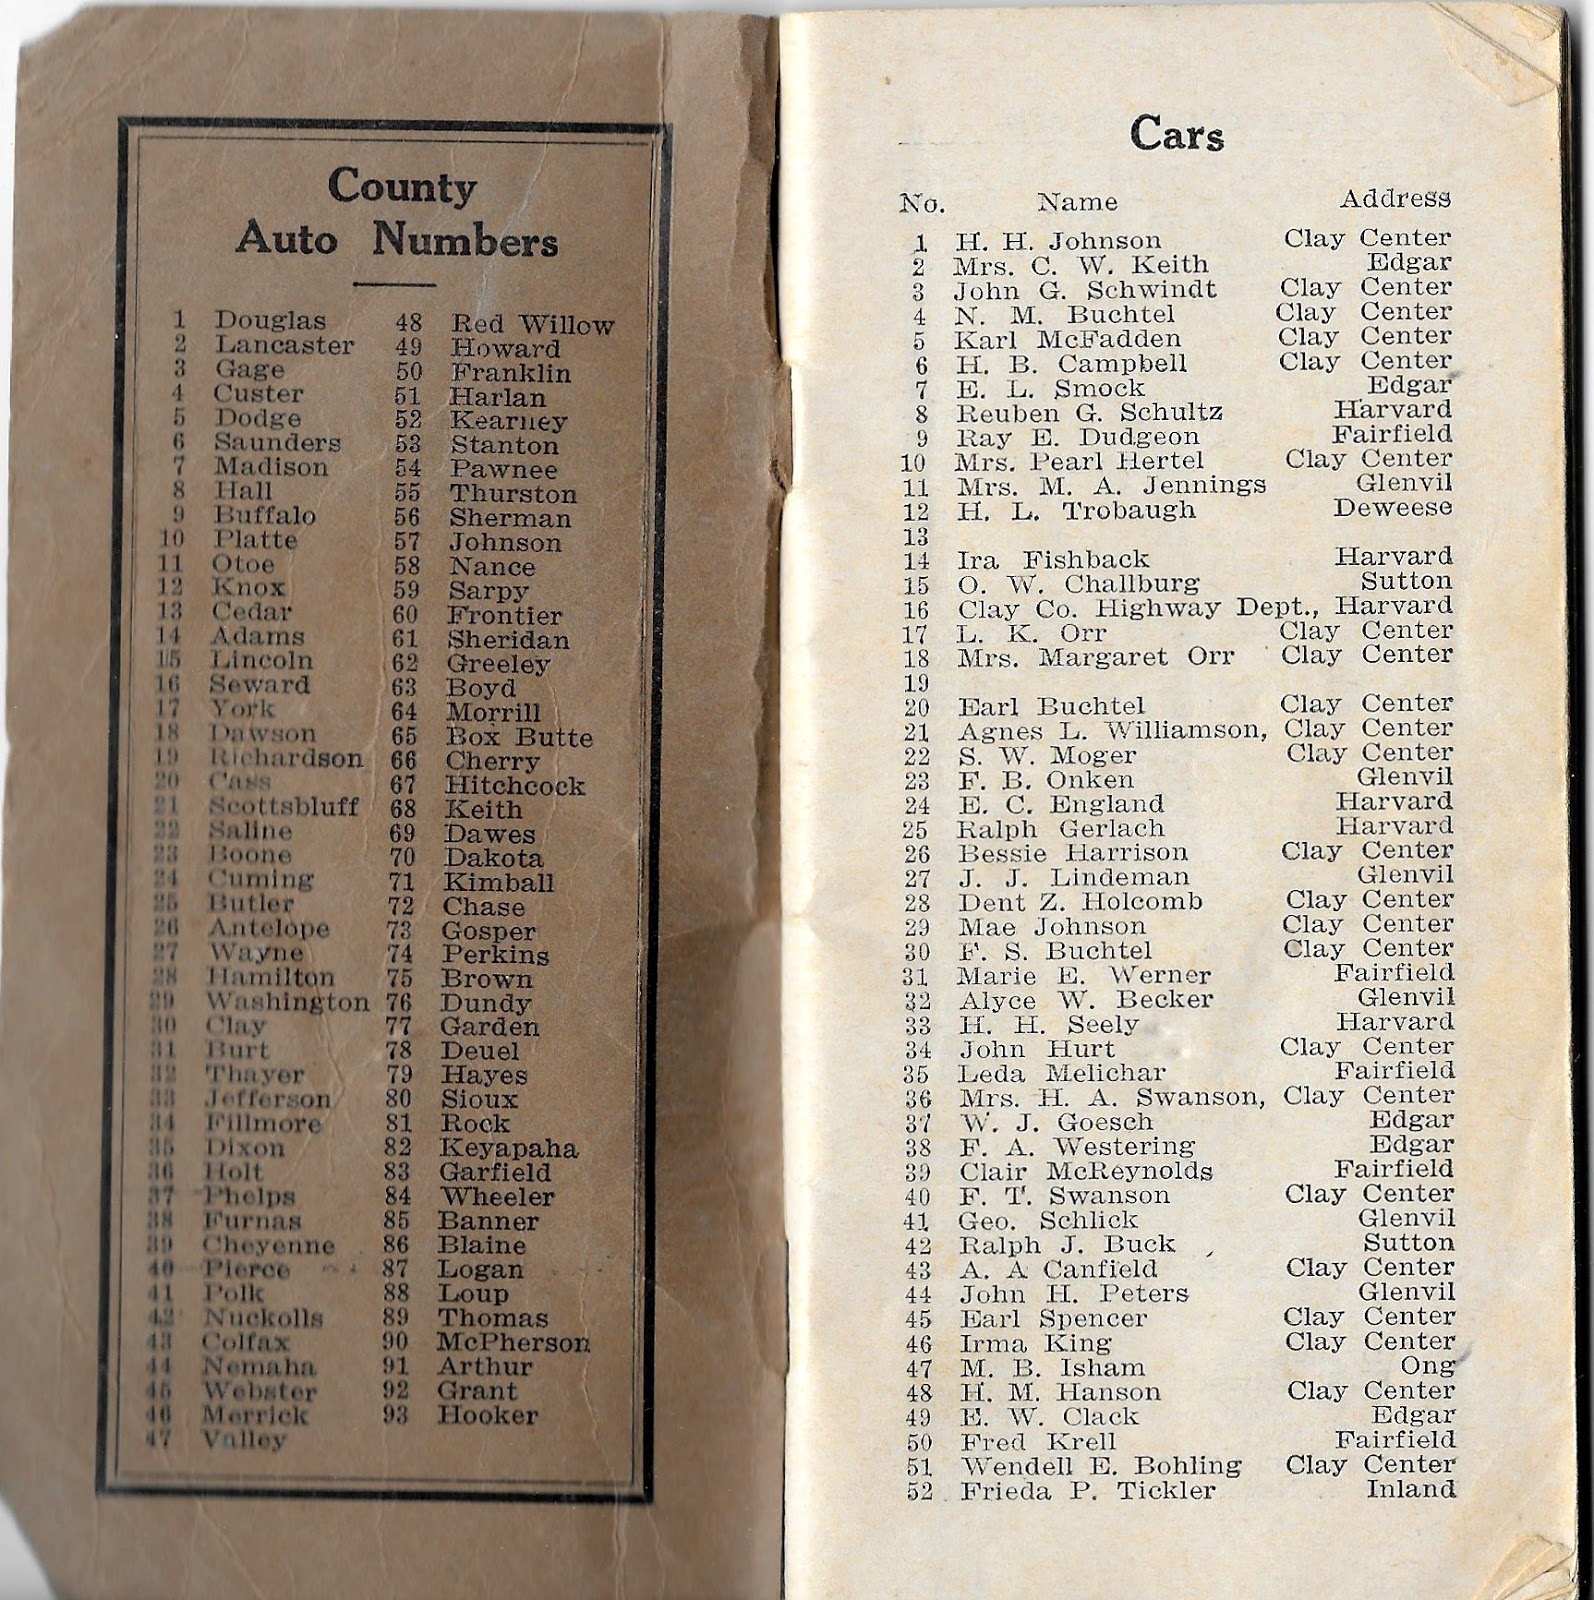 County
Auto Numbers
1 Douglas
2 Lancaster
3 Gage
4 Custer
5 Dodge
6 Saunders
7 Madison
8 Hall
9 Buffalo
10 Platte
11 Otoe
12 Knox
13 Cedar
14 Adams
15 Lincoln
16 Seward
17 York
18 Dawson
19 Richardson
20 Cass
21 Scottsbluff
22 Saline
23 Boone
24 Cuming
25 Butler
26 Antelope
27 Wayne
28 Hamilton
29 Washington
30 Clay
31 Burt
32 Thayer
33 Jefferson
34 Fillmore
35 Dixon
36 Holt
37 Phelps
38 Furnas
39 Cheyenne
40 Pierce
41 Polk
42 Nuckolls
43 Colfax
44 Nemaha
45 Webster
46 Merrick
47 Valley
48 Red Willow
49 Howard
50 Franklin
51 Harlan
52 Kearney
53 Stanton
54 Pawnee
55 Thurston
56 Sherman
57 Johnson
58 Nance
59 Sarpy
60 Frontier
61 Sheridan
62 Greeley
63 Boyd
64 Morrill
65 Box Butte
66 Cherry
67 Hitchcock
68 Keith
69 Dawes
70 Dakota
71 Kimball
72 Chase
73 Gosper
74 Perkins
75 Brown
76 Dundy
77 Garden
78 Deuel
79 Hayes
80 Sioux
81 Rock
82 Keyapaha
83 Garfield
84 Wheeler
85 Banner
86 Blaine
87 Logan
88 Loup
89 Thomas
90 McPherson
91 Arthur
92 Grant
93 Hooker
Cars
No. Name Address
1 H. H. Johnson Clay Center
2 Mrs. C. W. Keith Edgar
3 John G. Schwindt Clay Center
4 N. M. Buchtel Clay Center
5 Karl McFadden Clay Center
6 H. B. Campbell Clay Center
7 E. L. Smock Edgar
8 Reuben G. Schultz Harvard
9 Ray E. Dudgeon Fairfield
10 Mrs. Pearl Hertel Clay Center
11 Mrs. M. A. Jennings Glenvil
12 H. L. Trobaugh Deweese
13
14 Ira Fishback Harvard
15 O. W. Challburg Sutton
16 Clay Co. Highway Dept., Harvard
17 L. K. Orr Clay Center
18 Mrs. Margaret Orr Clay Center
19
20 Earl Buchtel Clay Center
21 Agnes L. Williamson, Clay Center
22 S. W. Moger Clay Center
23 F. B. Onken Glenvil
24 E. C. England Harvard
25 Ralph Gerlach Harvard
26 Bessie Harrison Clay Center
27 J. J. Lindeman Glenvil
28 Dent Z. Holcomb Clay Center
29 Mae Johnson Clay Center
30 F. S. Buchtel Clay Center
31 Marie E. Werner Fairfield
32 Alyce W. Becker Glenvil
33 H. H. Seely Harvard
34 John Hurt Clay Center
35 Leda Melichar Fairfield
36 Mrs. H. A. Swanson, Clay Center
37 W. J. Goesch Edgar
38 F. A. Westering Edgar
39 Clair McReynolds Fairfield
40 F. T. Swanson Clay Center
41 Geo. Schlick Glenvil
42 Ralph J. Buck Sutton
43 A. A Canfield Clay Center
44 John H. Peters Glenvil
45 Earl Spencer Clay Center
46 Irma King Clay Center
47 M. B. Isham Ong
48 H. M. Hanson Clay Center
49 E. W. Clack Edgar
50 Fred Krell Fairfield
51 Wendell E. Bohling Clay Center
52 Frieda P. Tickler Inland